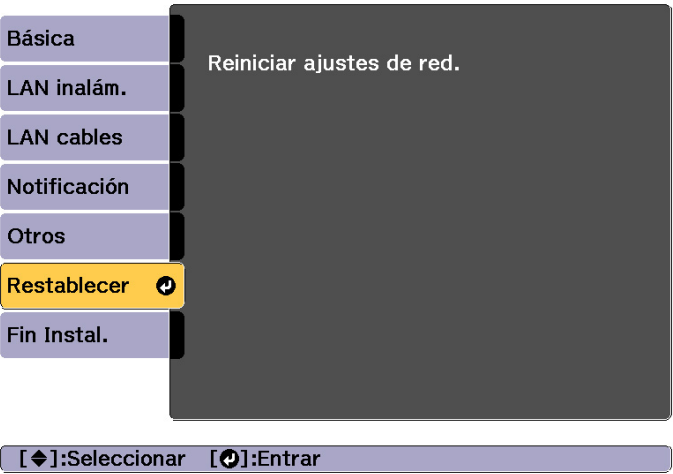 Básica
LAN inalám.
LAN cables
Notificación
Otros
Restablecer
Fin Instal.
Reiniciar ajustes de red.
[◆]:Seleccionar [↵]:Entrar